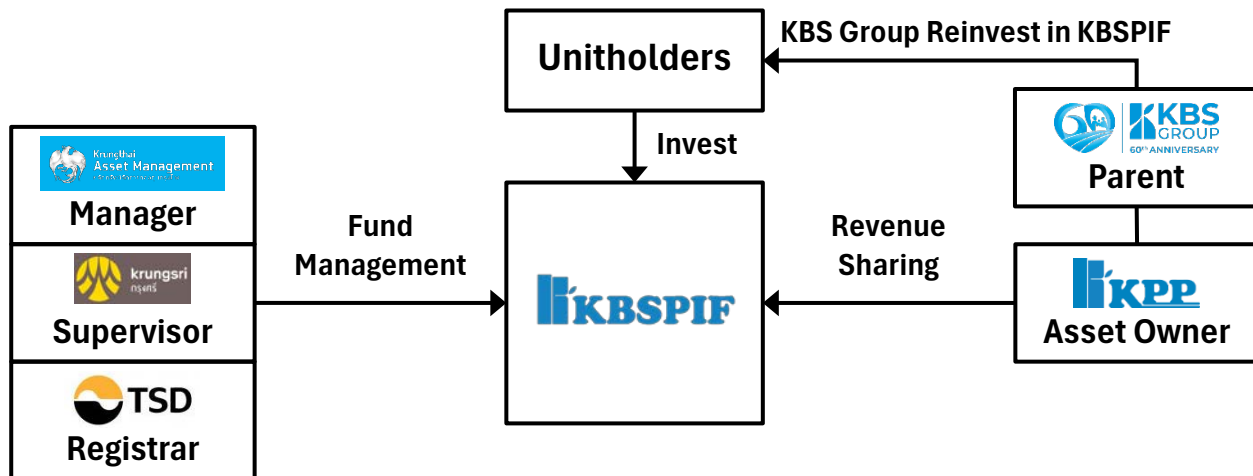 KBS Group Reinvest in KBSPIF
Unitholders
Invest
60
KBS
GROUP
60th ANNIVERSARY
Parent
Krungthai
Asset Management
Manager
krungsri
กรุงศรี
Supervisor
TSD
Registrar
Fund
Management
KBSPIF
Revenue
Sharing
KPP
Asset Owner